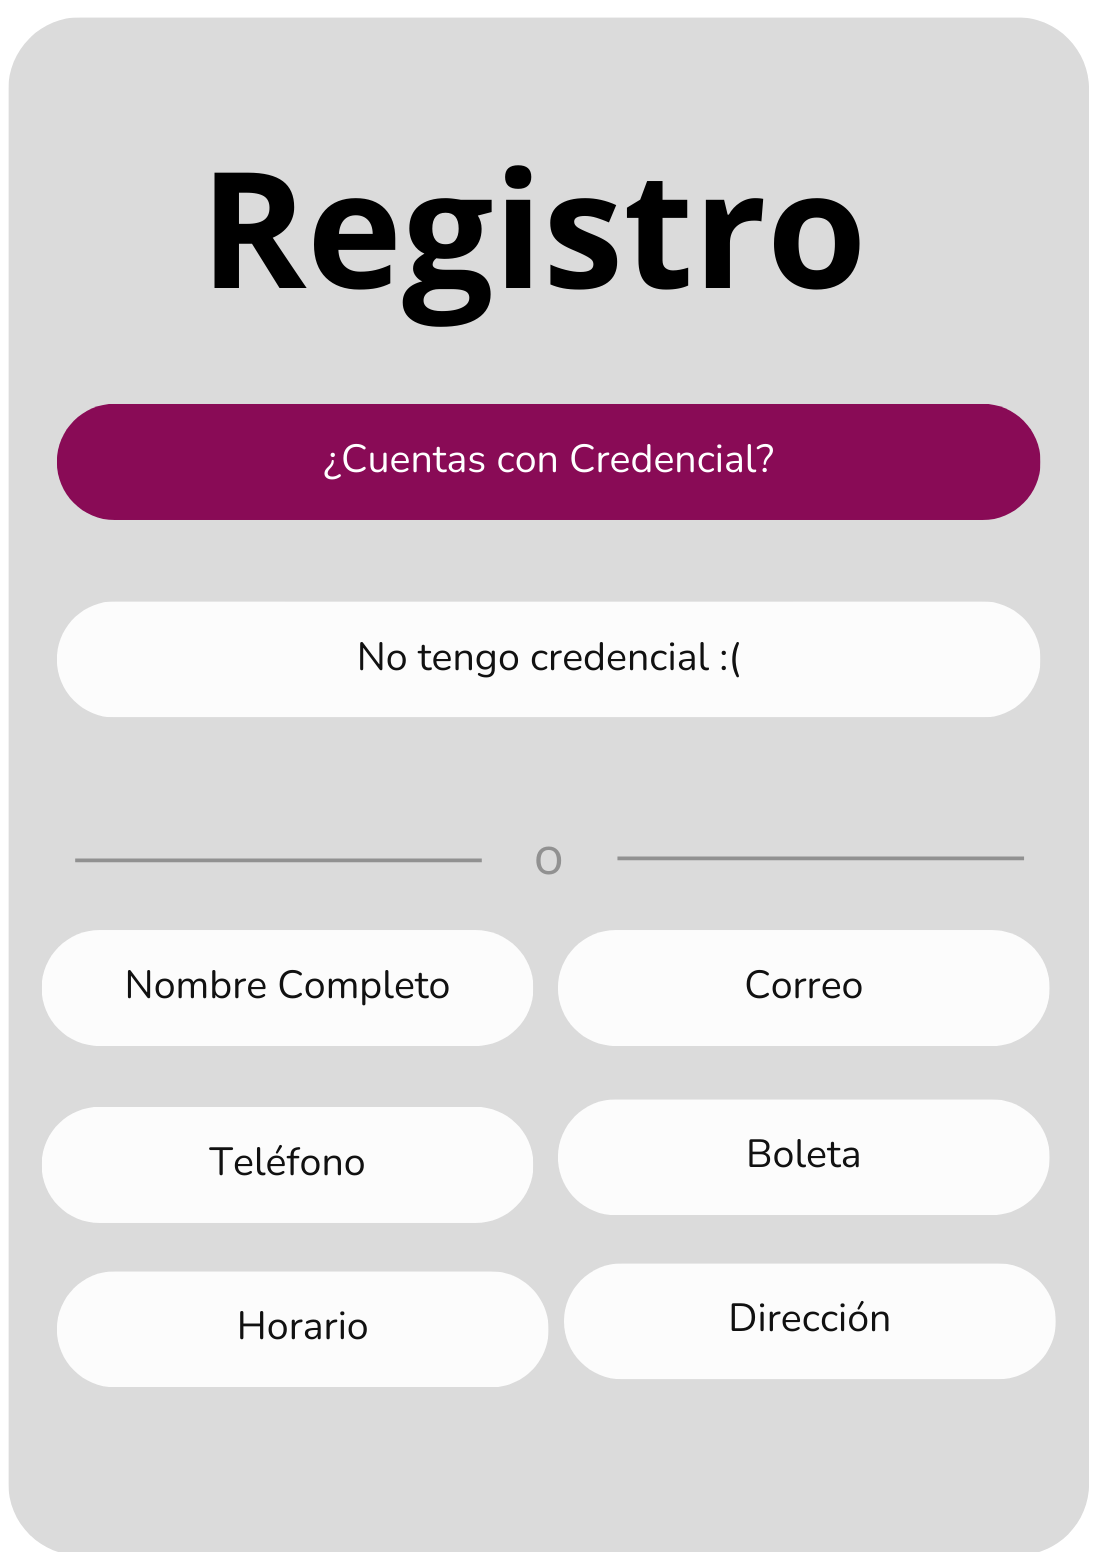 Registro
¿Cuentas con Credencial?
No tengo credencial :(
O
Nombre Completo
Correo
Teléfono
Boleta
Horario
Dirección